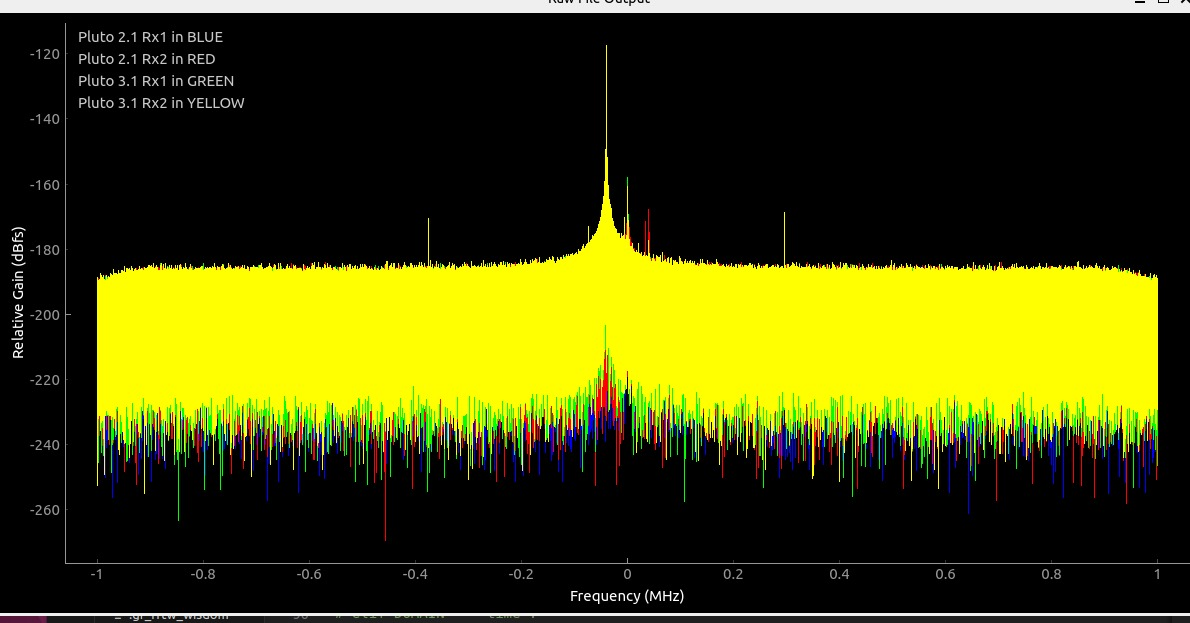 Raw File Output
Pluto 2.1 Rx1 in BLUE
Pluto 2.1 Rx2 in RED
Pluto 3.1 Rx1 in GREEN
Pluto 3.1 Rx2 in YELLOW
-120
-140
-160
-180
-200
-220
-240
-260
Relative Gain (dBfs)
-1 -0.8 -0.6 -0.4 -0.2 0 0.2 0.4 0.6 0.8 1
Frequency (MHz)